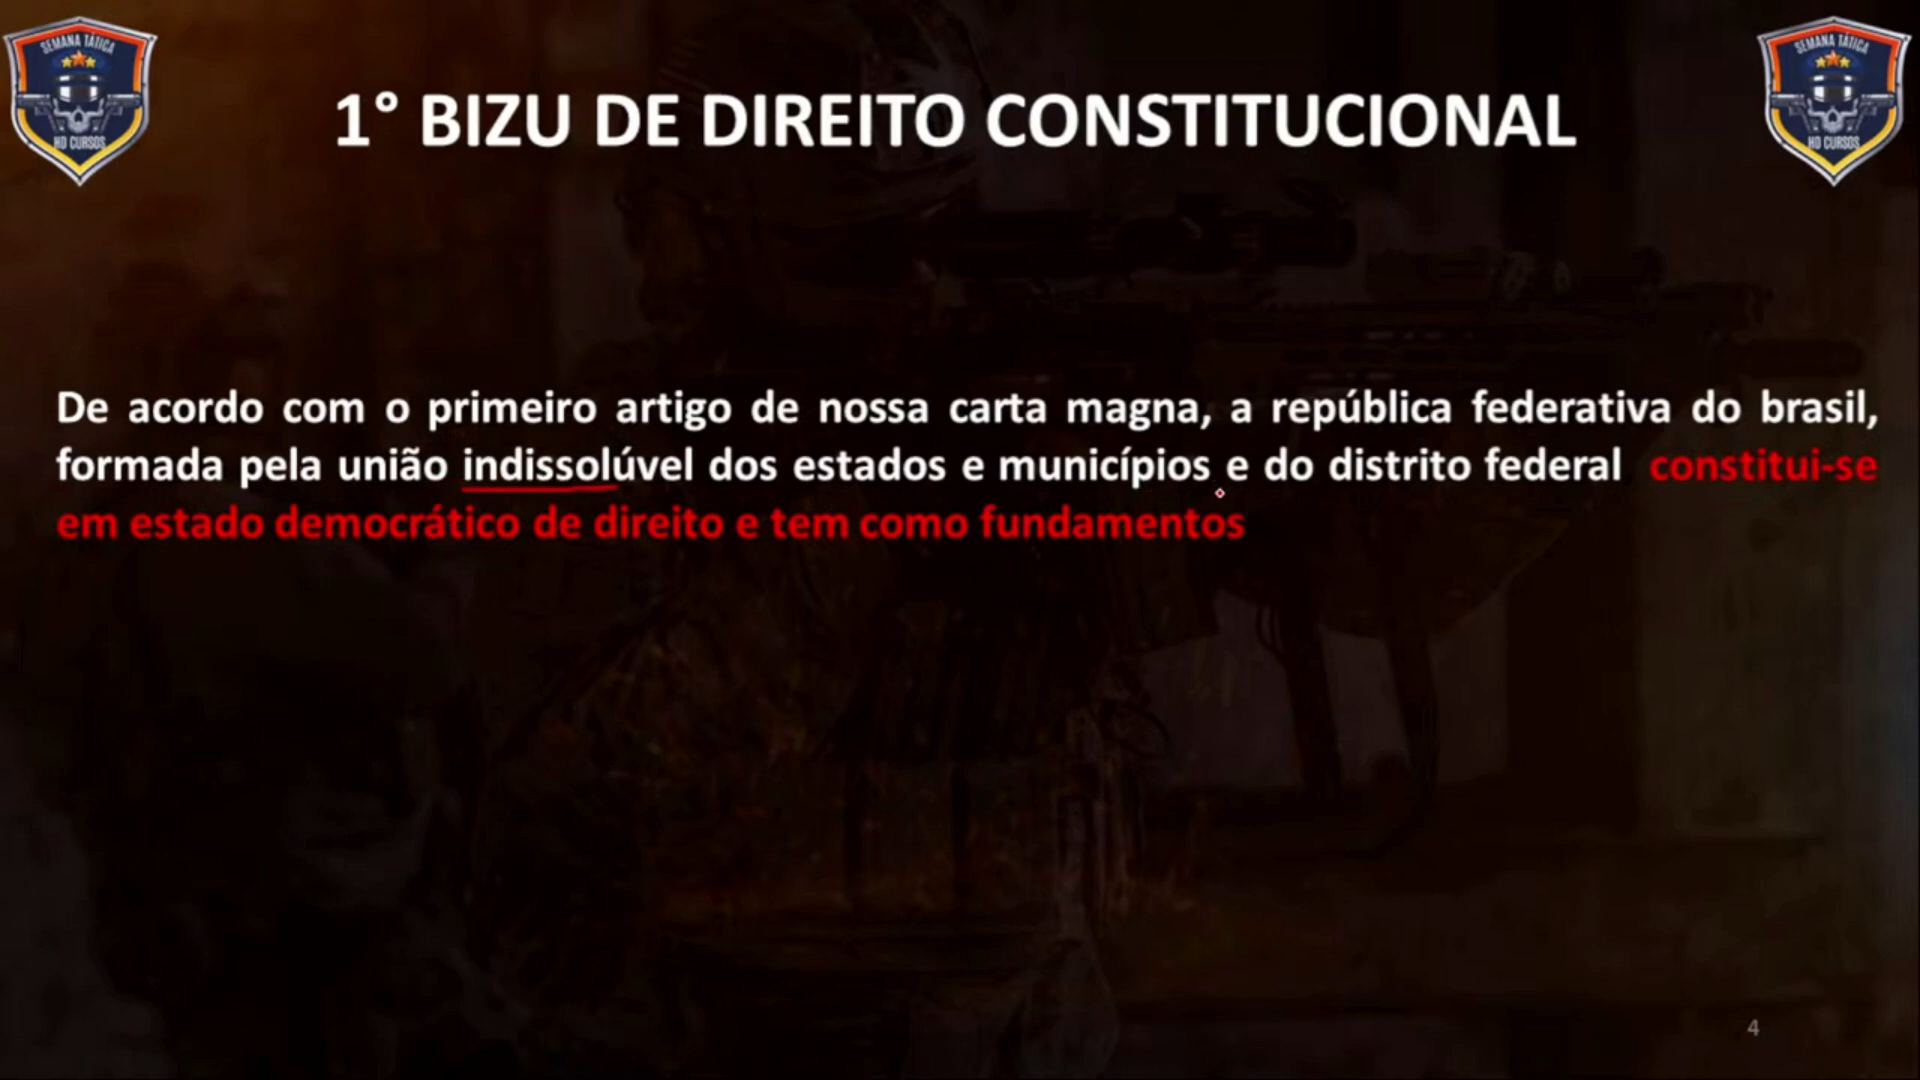 SEMANA TÁTICA
HD CURSOS
SEMANA TÁTICA
HD CURSOS
1° BIZU DE DIREITO CONSTITUCIONAL
De acordo com o primeiro artigo de nossa carta magna, a república federativa do brasil,
formada pela união indissolúvel dos estados e municípios e do distrito federal constitui-se
em estado democrático de direito e tem como fundamentos
4